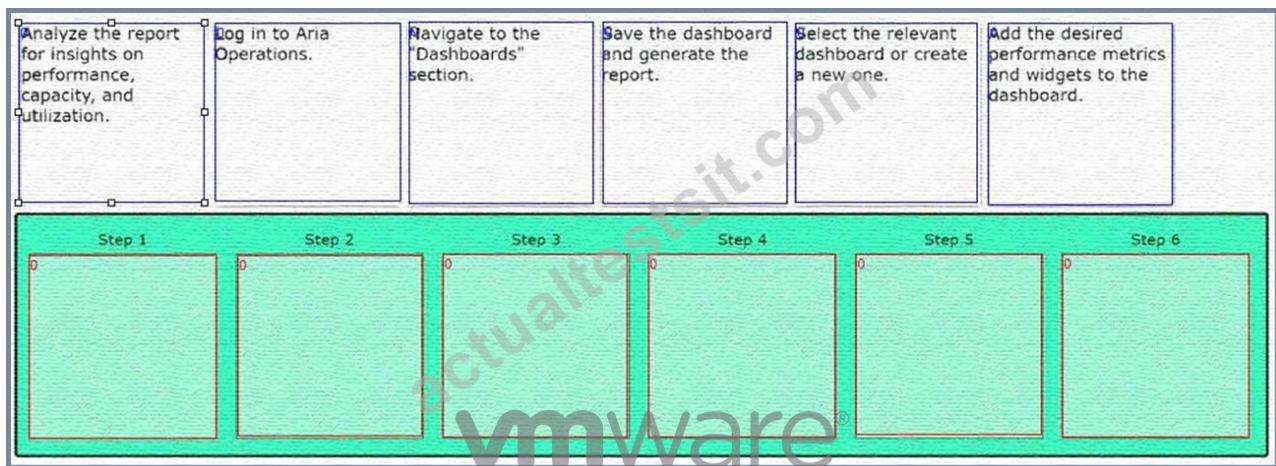 Analyze the report
for insights on
performance,
capacity, and
utilization.
Log in to Aria
Operations.
Navigate to the
"Dashboards"
section.
Save the dashboard
and generate the
report.
Select the relevant
dashboard or create
a new one.
Add the desired
performance metrics
and widgets to the
dashboard.
Step 1
Step 2
Step 3
Step 4
Step 5
Step 6
0
0
0
0
0
0
actualtestsit.com
vmware®